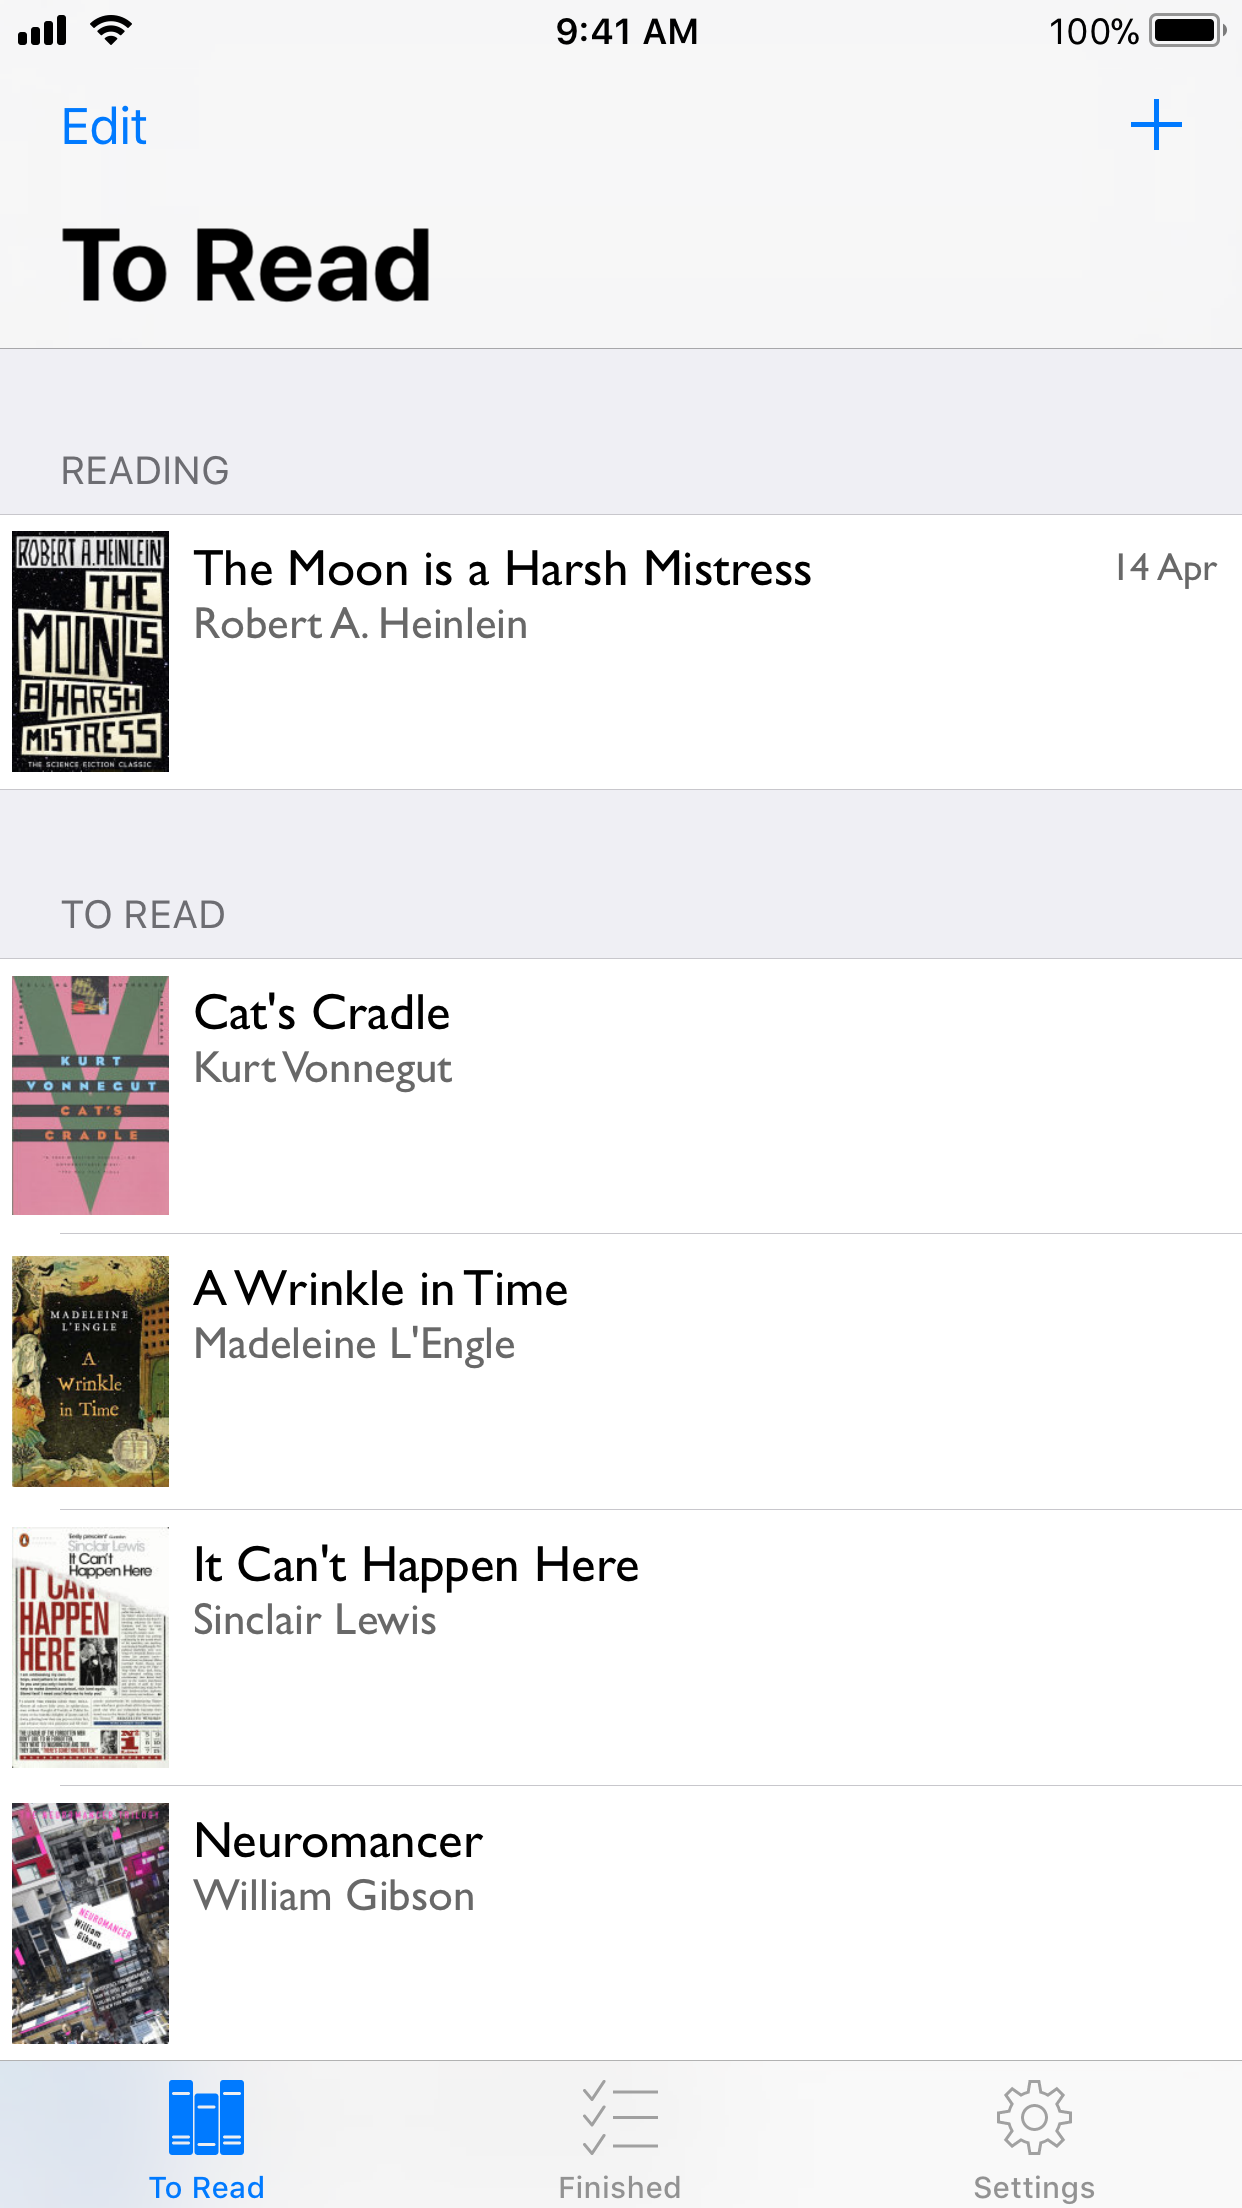 9:41 AM
100%
Edit
To Read
READING
ROBERT A. HEINLEIN
THE
MOON IS
A HARSH
MISTRESS
THE SCIENCE FICTION CLASSIC
The Moon is a Harsh Mistress
14 Apr
Robert A. Heinlein
TO READ
KURT
VONNEGUT
CAT'S
CRADLE
Cat's Cradle
Kurt Vonnegut
MADELEINE
L'ENGLE
A
Wrinkle
in Time
A Wrinkle in Time
Madeleine L'Engle
Sinclair Lewis
It Can't
Happen Here
IT CAN
HAPPEN
HERE
It Can't Happen Here
Sinclair Lewis
NEUROMANCER
William
Gibson
Neuromancer
William Gibson
To Read
Finished
Settings